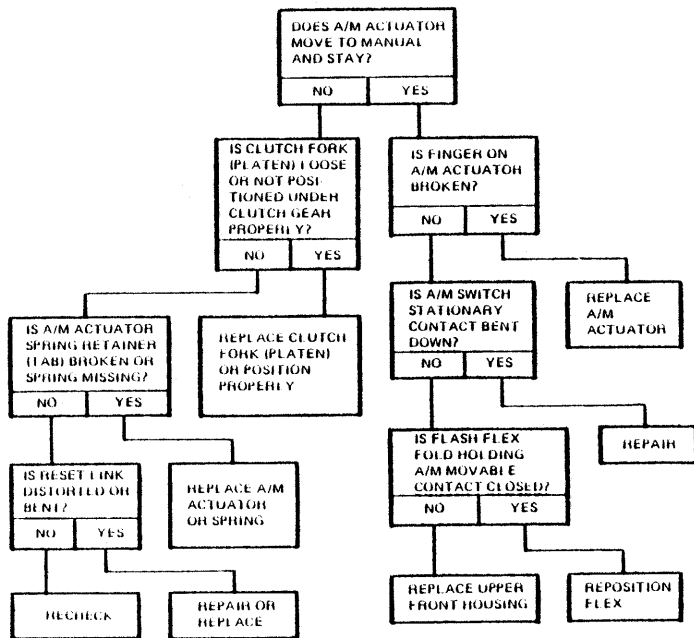 DOES A/M ACTUATOR
MOVE TO MANUAL
AND STAY?
NO
YES
IS CLUTCH FORK
(PLATEN) LOOSE
OR NOT POSI-
TIONED UNDER
CLUTCH GEAR
PROPERLY?
NO
YES
IS FINGER ON
A/M ACTUATOR
BROKEN?
NO
YES
IS A/M ACTUATOR
SPRING RETAINER
(TAB) BROKEN OR
SPRING MISSING?
NO
YES
REPLACE CLUTCH
FORK (PLATEN)
OR POSITION
PROPERLY
IS A/M SWITCH
STATIONARY
CONTACT BENT
DOWN?
NO
YES
REPLACE
A/M
ACTUATOR
IS RESET LINK
DISTORTED OR
BENT?
NO
YES
REPLACE A/M
ACTUATOR
OR SPRING
IS FLASH FLEX
FOLD HOLDING
A/M MOVABLE
CONTACT CLOSED?
NO
YES
REPAIR
RECHECK
REPAIR OR
REPLACE
REPLACE UPPER
FRONT HOUSING
REPOSITION
FLEX